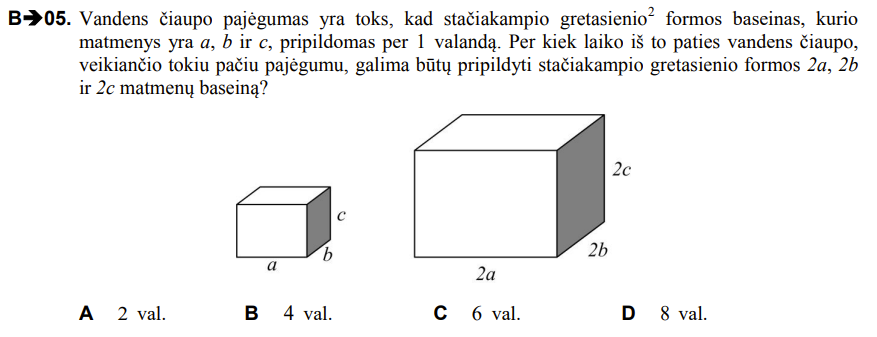 B➔05. Vandens čiaupo pajėgumas yra toks, kad stačiakampio gretasienio² formos baseinas, kurio
matmenys yra a, b ir c, pripildomas per 1 valandą. Per kiek laiko iš to paties vandens čiaupo,
veikiančio tokiu pačiu pajėgumu, galima būtų pripildyti stačiakampio gretasienio formos 2a, 2b
ir 2c matmenų baseiną?
2c
c
b
2b
a
2a
A 2 val. B 4 val. C 6 val. D 8 val.